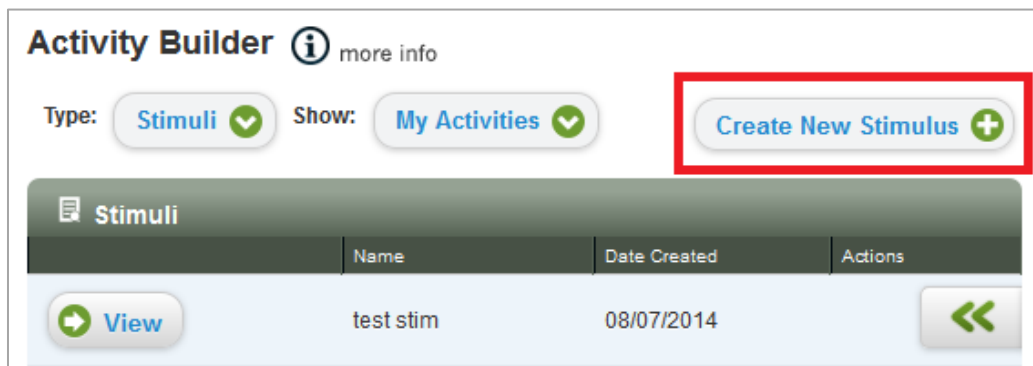 Activity Builder i more info
Type: Stimuli Show: My Activities Create New Stimulus
Stimuli
Name Date Created Actions
View test stim 08/07/2014